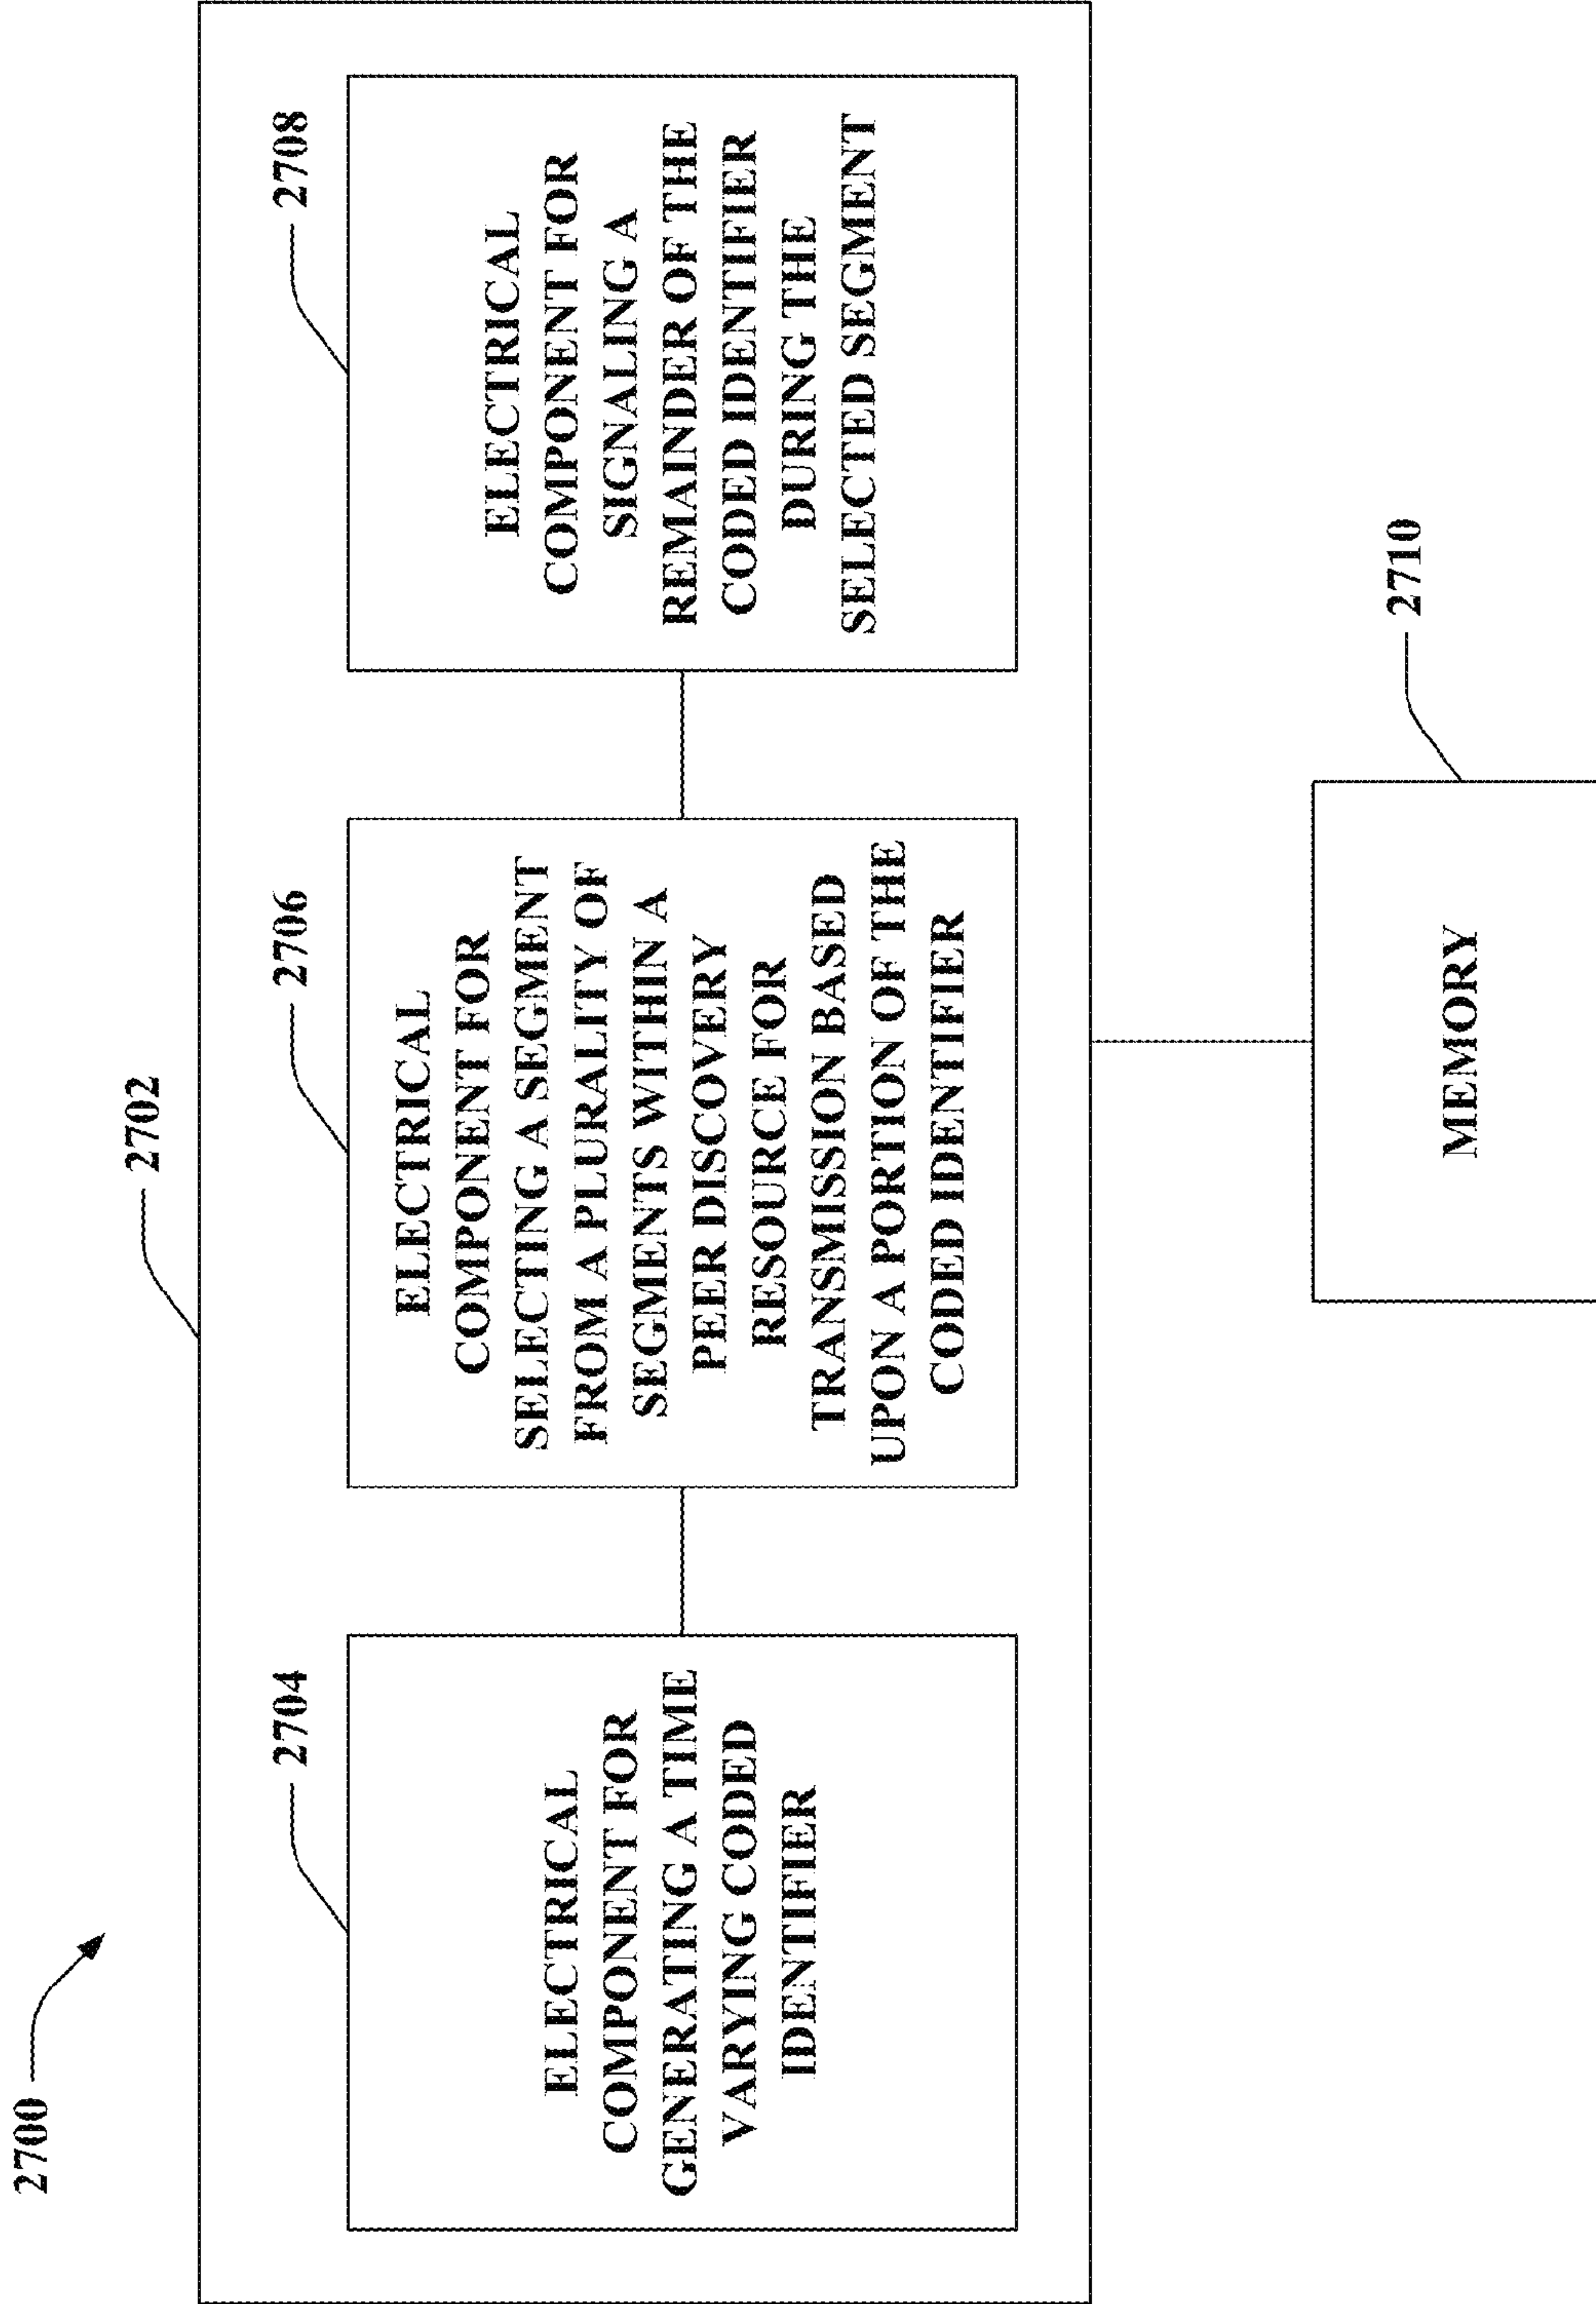 2700
2702
2704
ELECTRICAL
COMPONENT FOR
GENERATING A TIME
VARYING CODED
IDENTIFIER
2706
ELECTRICAL
COMPONENT FOR
SELECTING A SEGMENT
FROM A PLURALITY OF
SEGMENTS WITHIN A
PEER DISCOVERY
RESOURCE FOR
TRANSMISSION BASED
UPON A PORTION OF THE
CODED IDENTIFIER
2708
ELECTRICAL
COMPONENT FOR
SIGNALING A
REMAINDER OF THE
CODED IDENTIFIER
DURING THE
SELECTED SEGMENT
2710
MEMORY